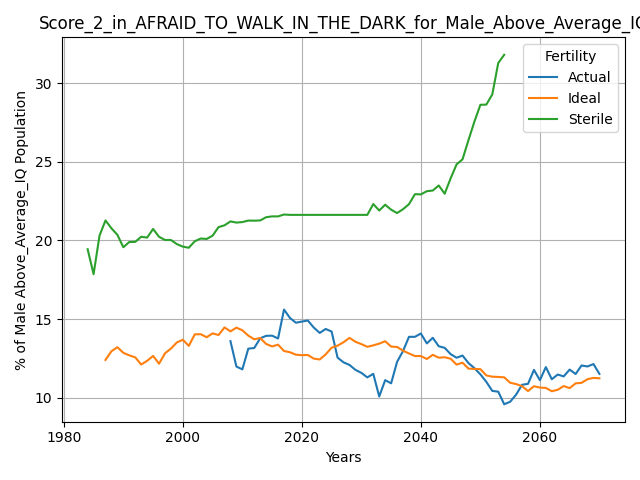 Score_2_in_AFRAID_TO_WALK_IN_THE_DARK_for_Male_Above_Average_IQ
% of Male Above_Average_IQ Population
30
25
20
15
10
Fertility
Actual
Ideal
Sterile
1980
2000
2020
2040
2060
Years